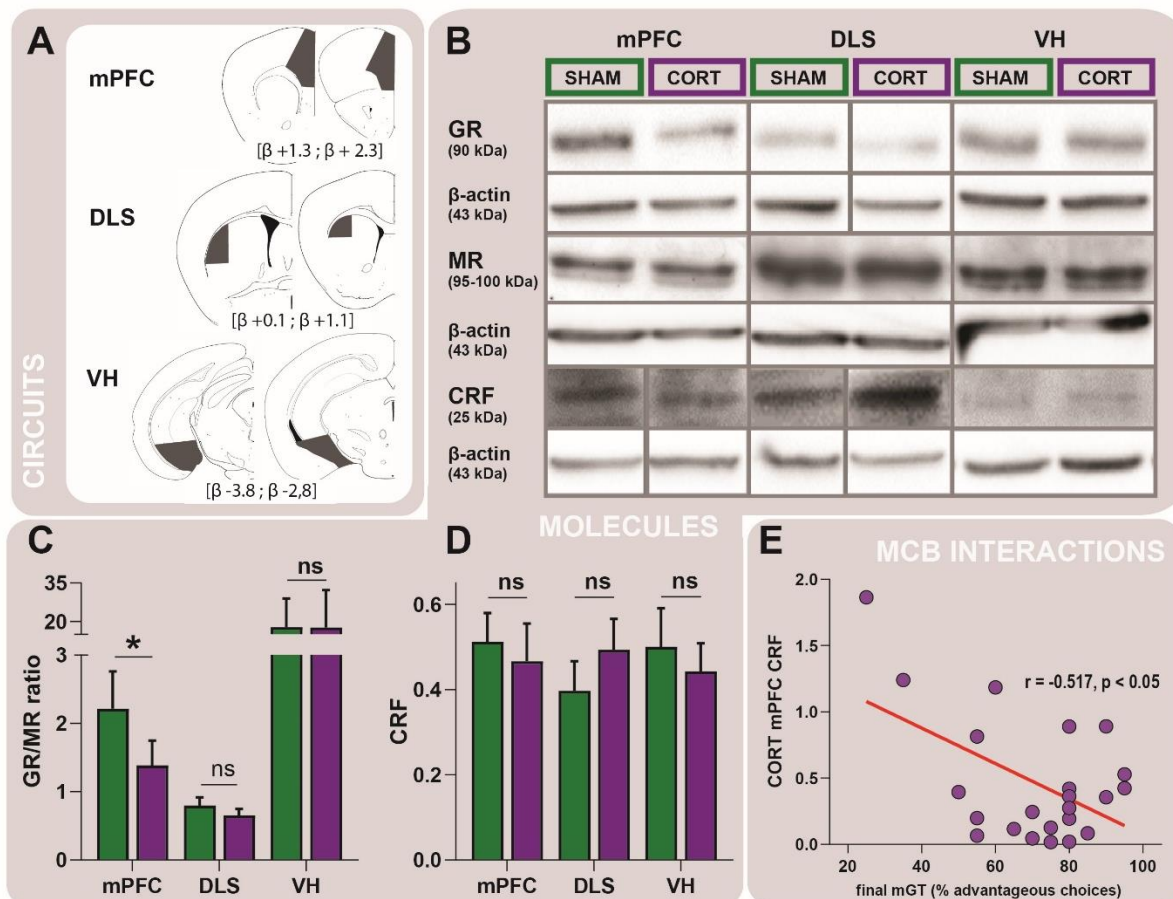 A
mPFC
[β +1.3 ; β + 2.3]
DLS
[β +0.1 ; β +1.1]
VH
[β -3.8 ; β -2,8]
CIRCUITS
B
mPFC DLS VH
SHAM CORT SHAM CORT SHAM CORT
GR
(90 kDa)
β-actin
(43 kDa)
MR
(95-100 kDa)
β-actin
(43 kDa)
CRF
(25 kDa)
β-actin
(43 kDa)
MOLECULES
C
GR/MR ratio
35
20
3
2
1
0
*
ns
ns
mPFC DLS VH
D
CRF
0.6
0.4
0.2
0.0
ns ns ns
mPFC DLS VH
E
MCB INTERACTIONS
CORT mPFC CRF
2.0
1.5
1.0
0.5
0.0
r = -0.517, p < 0.05
20 40 60 80 100
final mGT (% advantageous choices)